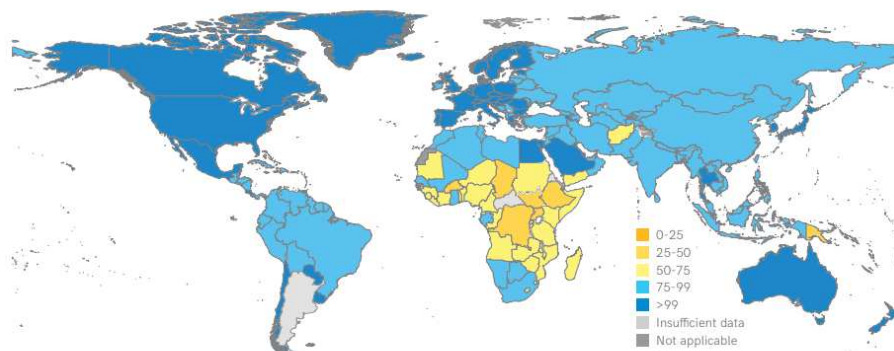 0-25
25-50
50-75
75-99
>99
Insufficient data
Not applicable